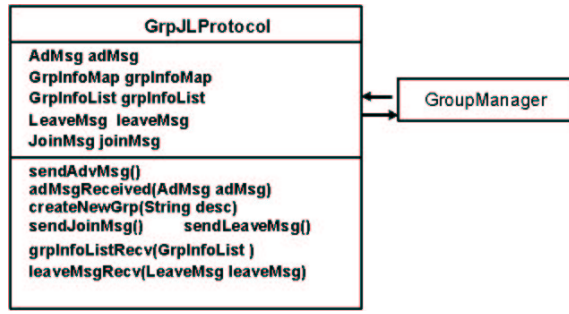 GrpJLProtocol
AdMsg adMsg
GrpInfoMap grpInfoMap
GrpInfoList grpInfoList
LeaveMsg leaveMsg
JoinMsg joinMsg
GroupManager
sendAdvMsg()
adMsgReceived(AdMsg adMsg)
createNewGrp(String desc)
sendJoinMsg() sendLeaveMsg()
grpInfoListRecv(GrpInfoList )
leaveMsgRecv(LeaveMsg leaveMsg)